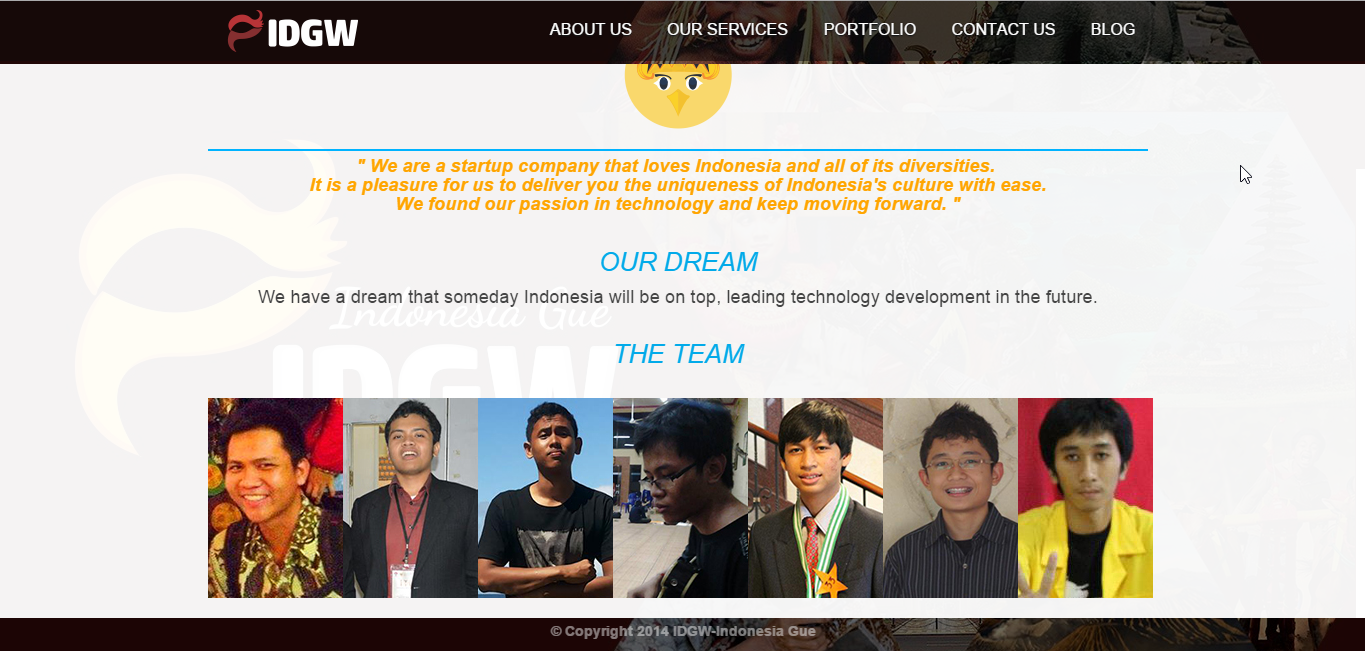 IDGW
ABOUT US OUR SERVICES PORTFOLIO CONTACT US BLOG
" We are a startup company that loves Indonesia and all of its diversities.
It is a pleasure for us to deliver you the uniqueness of Indonesia's culture with ease.
We found our passion in technology and keep moving forward. "
OUR DREAM
We have a dream that someday Indonesia will be on top, leading technology development in the future.
Indonesia Gue
IDGW
THE TEAM
© Copyright 2014 IDGW-Indonesia Gue